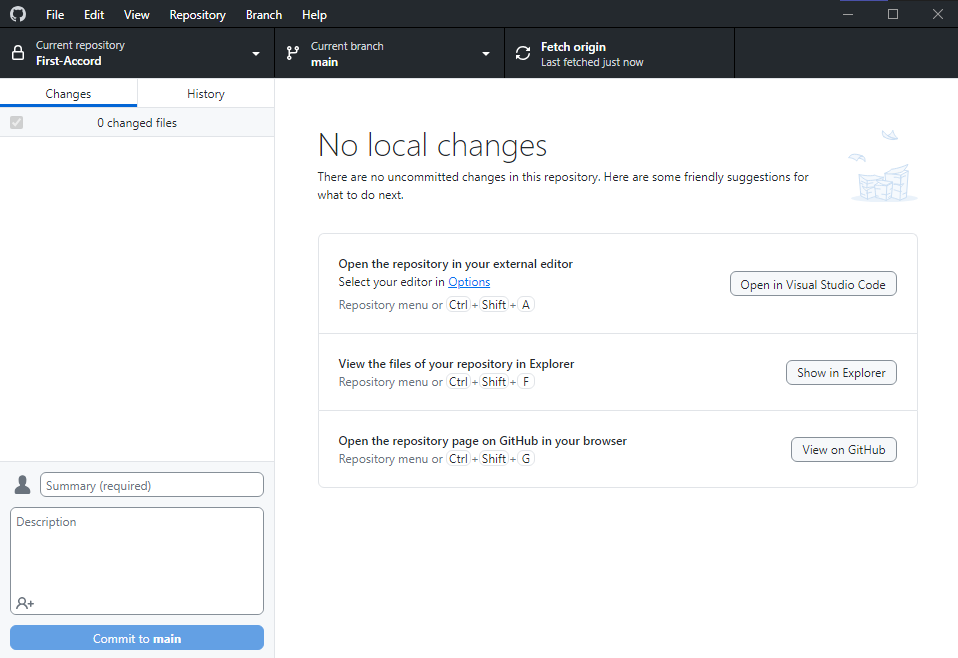 File Edit View Repository Branch Help
Current repository
First-Accord
Current branch
main
Fetch origin
Last fetched just now
Changes
History
0 changed files
No local changes
There are no uncommitted changes in this repository. Here are some friendly suggestions for
what to do next.
Open the repository in your external editor
Select your editor in Options
Repository menu or Ctrl + Shift + A
Open in Visual Studio Code
View the files of your repository in Explorer
Repository menu or Ctrl + Shift + F
Show in Explorer
Open the repository page on GitHub in your browser
Repository menu or Ctrl + Shift + G
View on GitHub
Summary (required)
Description
Commit to main